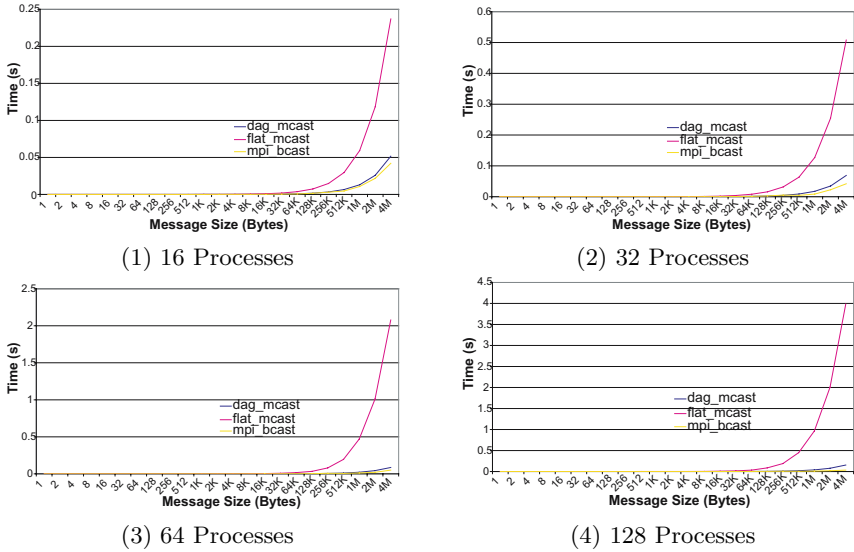 0.25
0.2
0.15
0.1
0.05
0
Time (s)
1 2 4 8 16 32 64 128 256 512 1K 2K 4K 8K 16K 32K 64K 128K 256K 512K 1M 2M 4M
Message Size (Bytes)
dag_mcast
flat_mcast
mpi_bcast
(1) 16 Processes
0.6
0.5
0.4
0.3
0.2
0.1
0
Time (s)
1 2 4 8 16 32 64 128 256 512 1K 2K 4K 8K 16K 32K 64K 128K 256K 512K 1M 2M 4M
Message Size (Bytes)
dag_mcast
flat_mcast
mpi_bcast
(2) 32 Processes
2.5
2
1.5
1
0.5
0
Time (s)
1 2 4 8 16 32 64 128 256 512 1K 2K 4K 8K 16K 32K 64K 128K 256K 512K 1M 2M 4M
Message Size (Bytes)
dag_mcast
flat_mcast
mpi_bcast
(3) 64 Processes
4.5
4
3.5
3
2.5
2
1.5
1
0.5
0
Time (s)
1 2 4 8 16 32 64 128 256 512 1K 2K 4K 8K 16K 32K 64K 128K 256K 512K 1M 2M 4M
Message Size (Bytes)
dag_mcast
flat_mcast
mpi_bcast
(4) 128 Processes